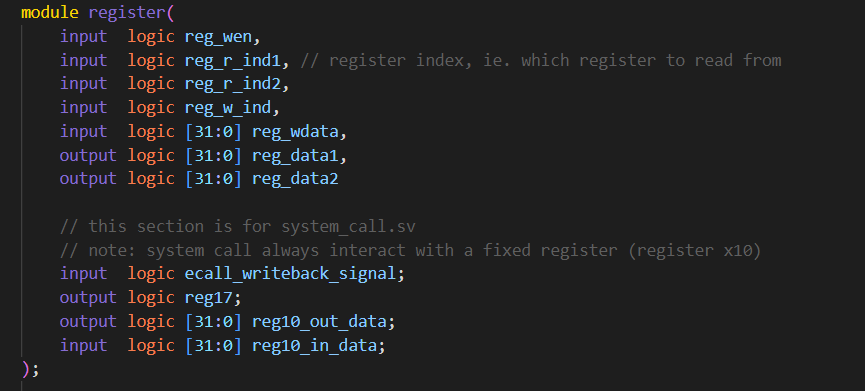 module register(
input logic reg_wen,
input logic reg_r_ind1, // register index, ie. which register to read from
input logic reg_r_ind2,
input logic reg_w_ind,
input logic [31:0] reg_wdata,
output logic [31:0] reg_data1,
output logic [31:0] reg_data2
// this section is for system_call.sv
// note: system call always interact with a fixed register (register x10)
input logic ecall_writeback_signal;
output logic reg17;
output logic [31:0] reg10_out_data;
input logic [31:0] reg10_in_data;
);